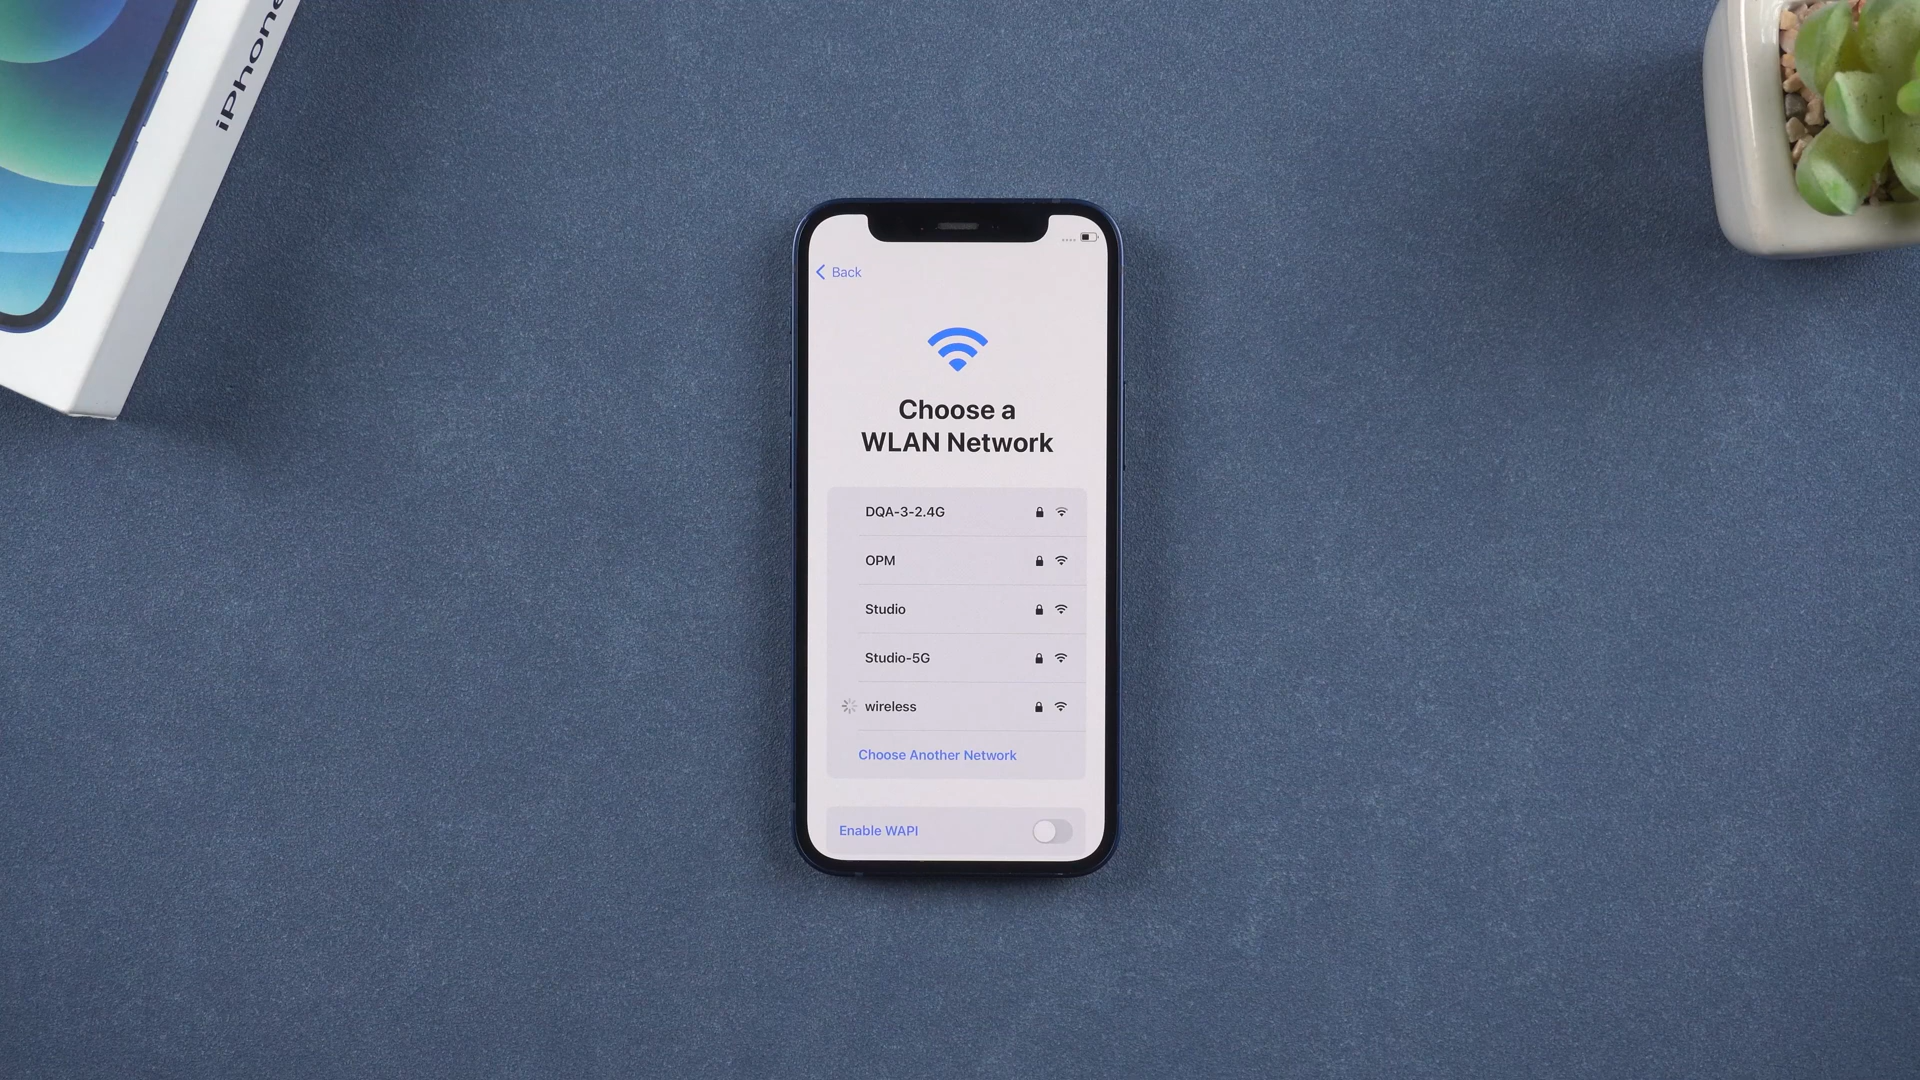 iPhone
Back
Choose a
WLAN Network
DQA-3-2.4G
OPM
Studio
Studio-5G
wireless
Choose Another Network
Enable WAPI